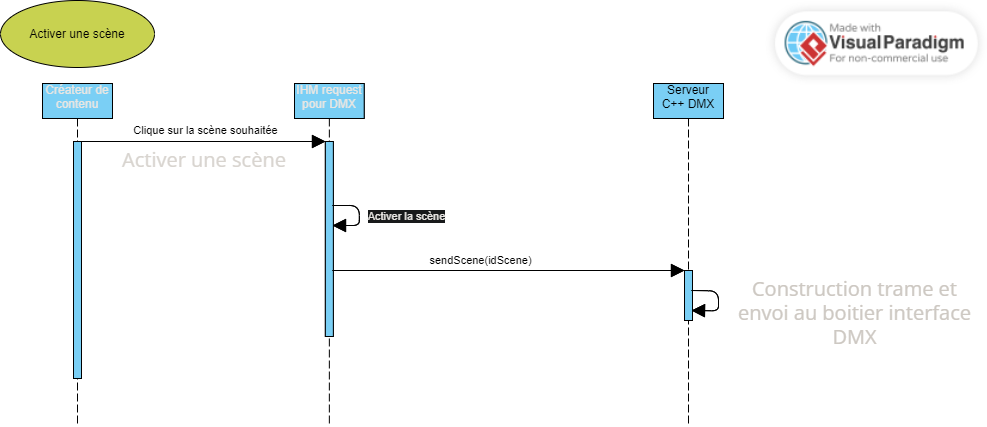 Activer une scène
Made with
Visual Paradigm
For non-commercial use
Créateur de
contenu
IHM request
pour DMX
Serveur
C++ DMX
Clique sur la scène souhaitée
Activer une scène
Activer la scène
sendScene(idScene)
Construction trame et
envoi au boitier interface
DMX